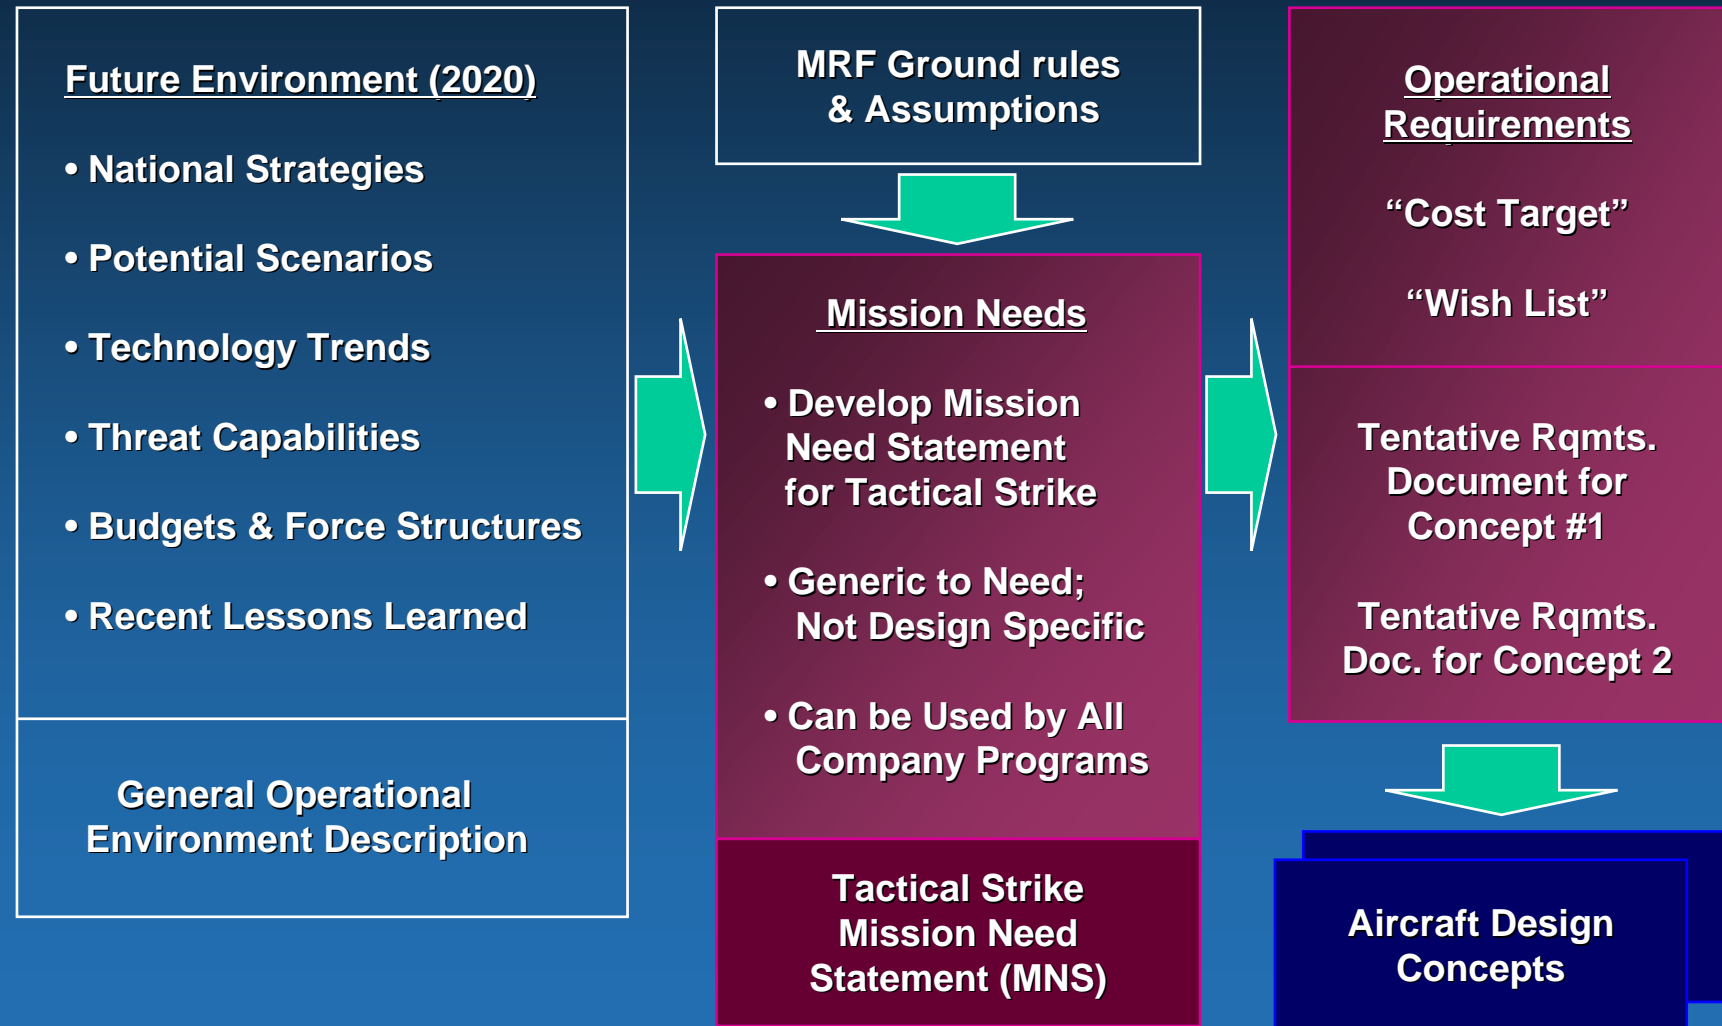 Future Environment (2020)
• National Strategies
• Potential Scenarios
• Technology Trends
• Threat Capabilities
• Budgets & Force Structures
• Recent Lessons Learned
General Operational
Environment Description
MRF Ground rules
& Assumptions
Mission Needs
• Develop Mission
Need Statement
for Tactical Strike
• Generic to Need;
Not Design Specific
• Can be Used by All
Company Programs
Tactical Strike
Mission Need
Statement (MNS)
Operational
Requirements
“Cost Target”
“Wish List”
Tentative Rqmts.
Document for
Concept #1
Tentative Rqmts.
Doc. for Concept 2
Aircraft Design
Concepts